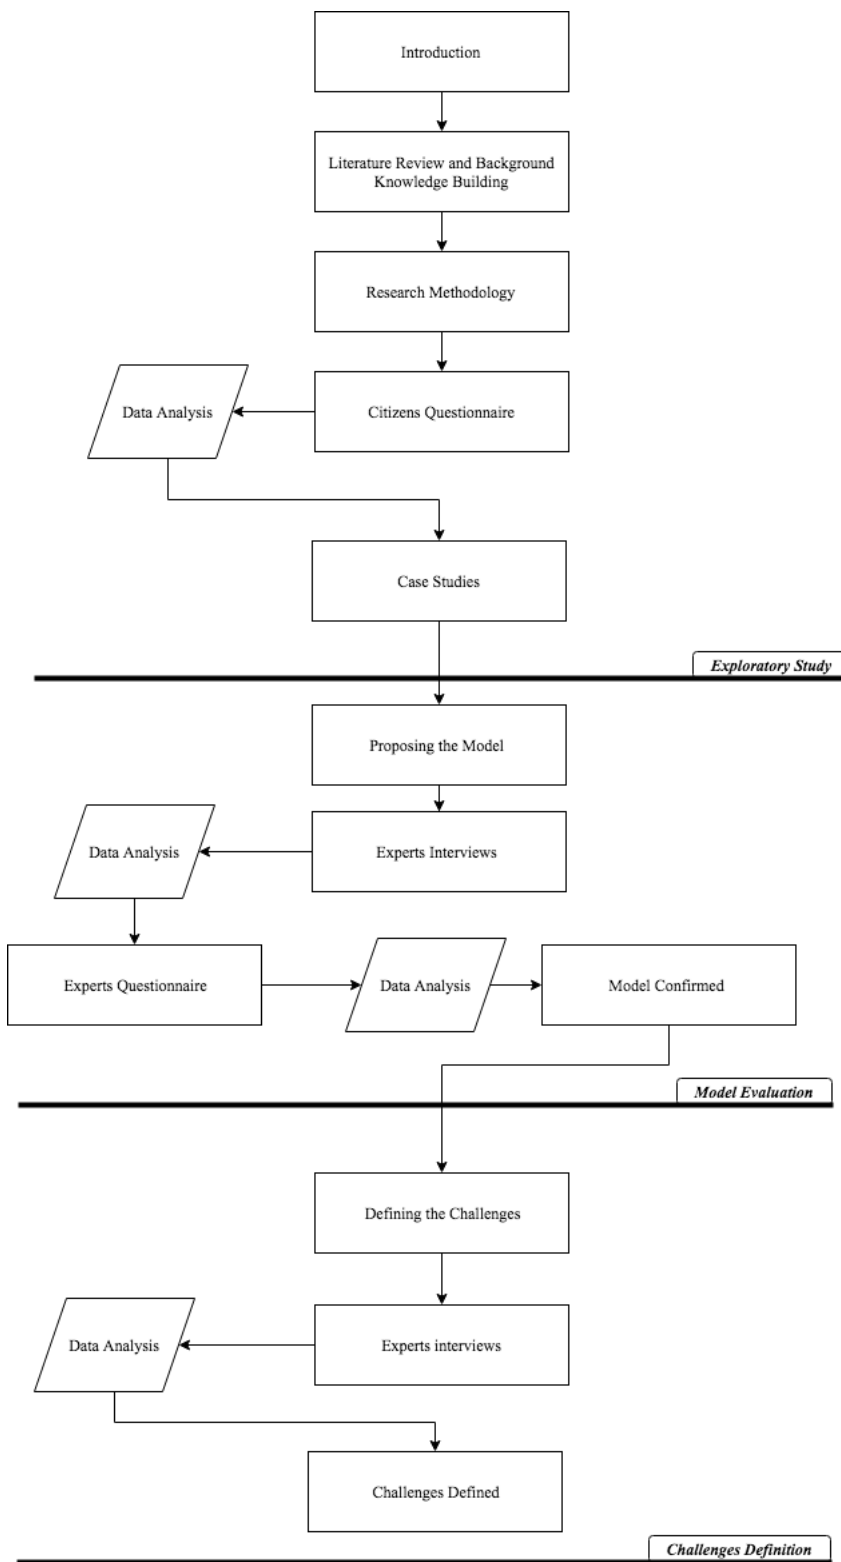 Introduction
Literature Review and Background
Knowledge Building
Research Methodology
Data Analysis
Citizens Questionnaire
Case Studies
Exploratory Study
Proposing the Model
Data Analysis
Experts Interviews
Experts Questionnaire
Data Analysis
Model Confirmed
Model Evaluation
Defining the Challenges
Data Analysis
Experts interviews
Challenges Defined
Challenges Definition